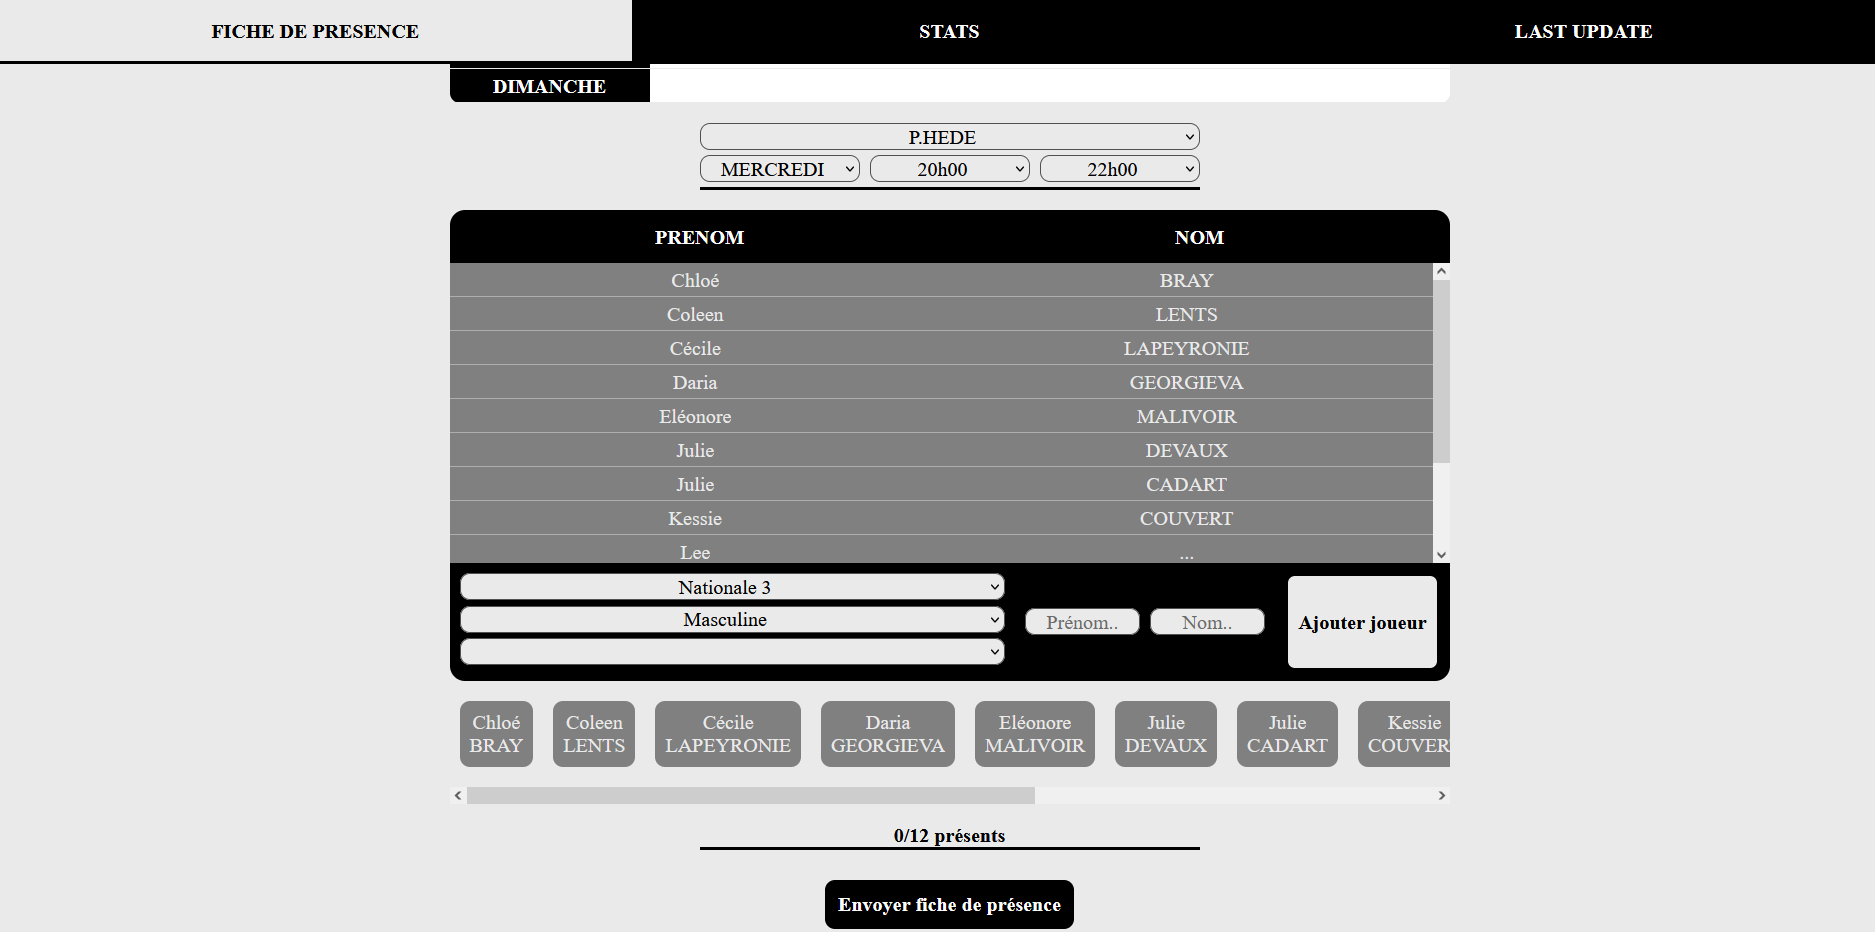 FICHE DE PRESENCE STATS LAST UPDATE
DIMANCHE
P.HEDE
MERCREDI 20h00 22h00
PRENOM NOM
Chloé BRAY
Coleen LENTS
Cécile LAPEYRONIE
Daria GEORGIEVA
Eléonore MALIVOIR
Julie DEVAUX
Julie CADART
Kessie COUVERT
Lee ...
Nationale 3
Masculine
Prénom.. Nom.. Ajouter joueur
Chloé Coleen Cécile Daria Eléonore Julie Julie Kessie
BRAY LENTS LAPEYRONIE GEORGIEVA MALIVOIR DEVAUX CADART COUVER
0/12 présents
Envoyer fiche de présence